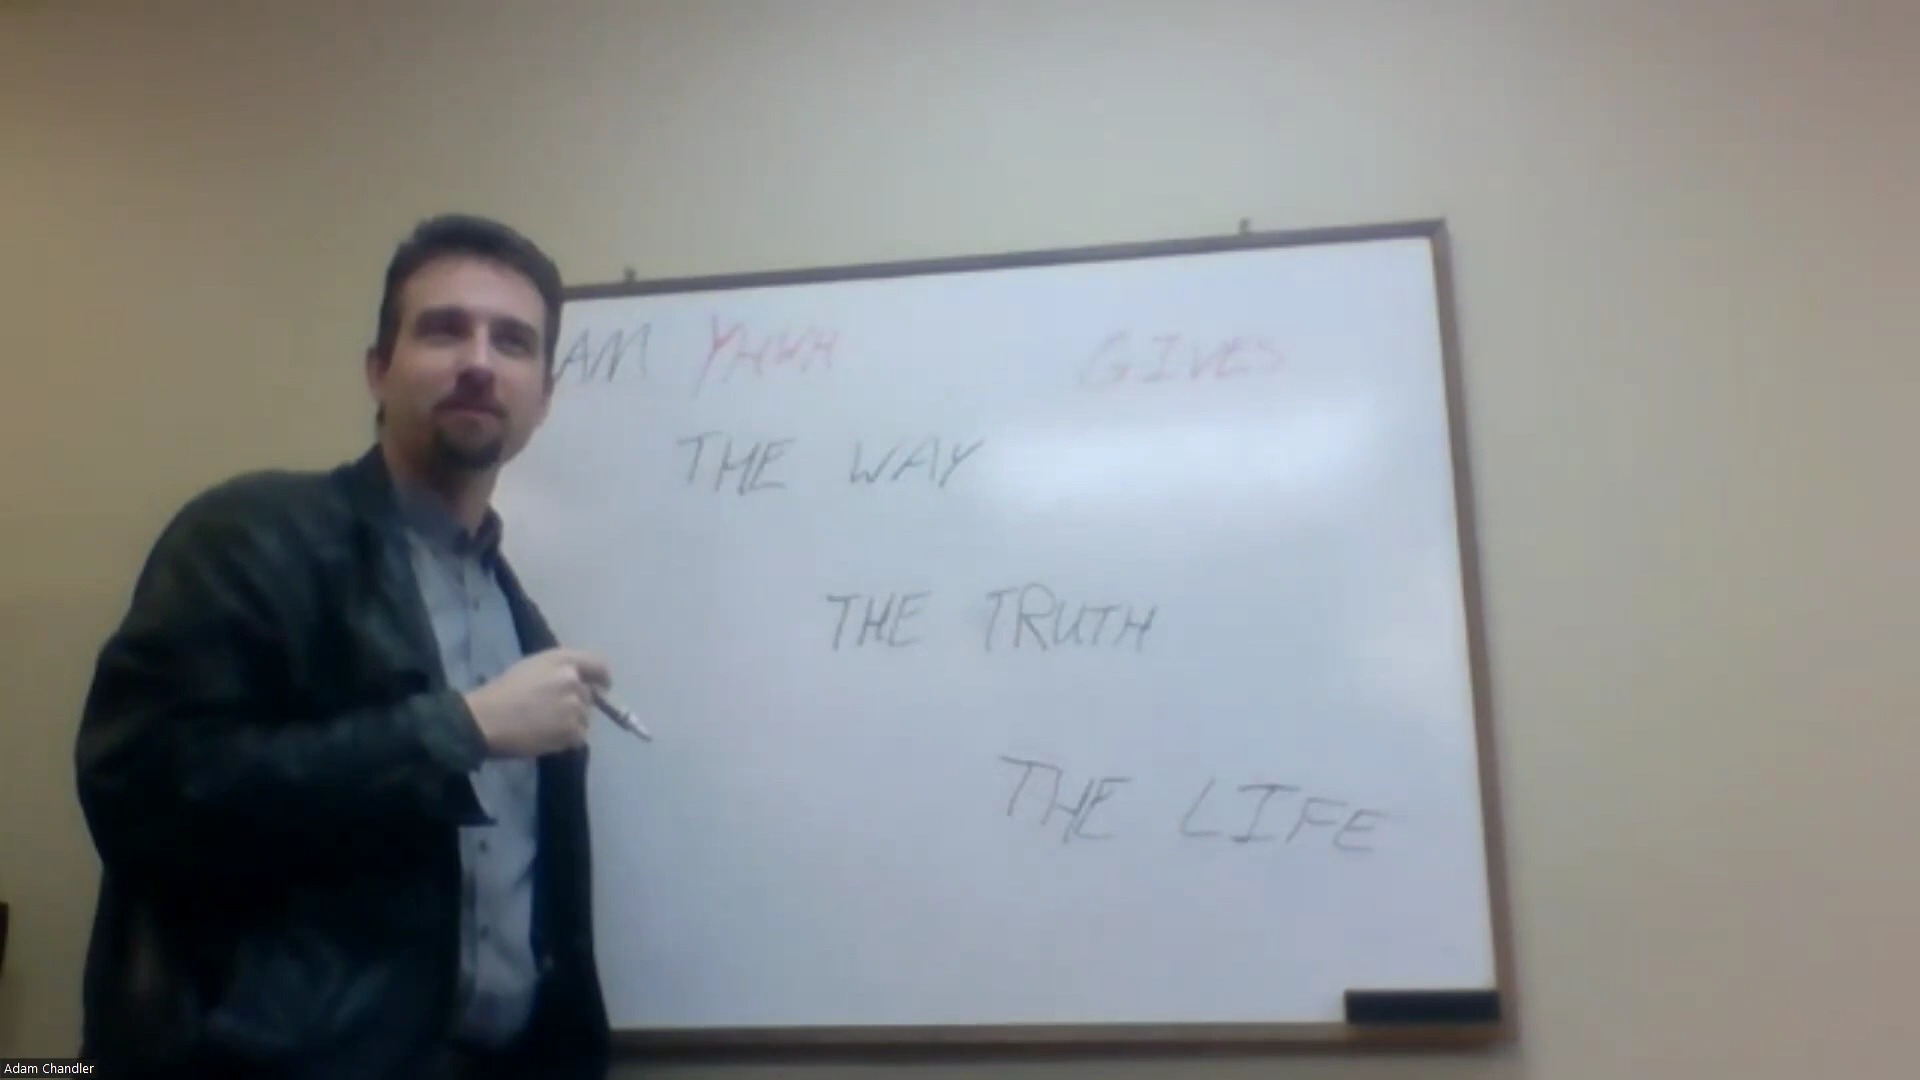 AM YHWH GIVES
THE WAY
THE TRUTH
THE LIFE
Adam Chandler